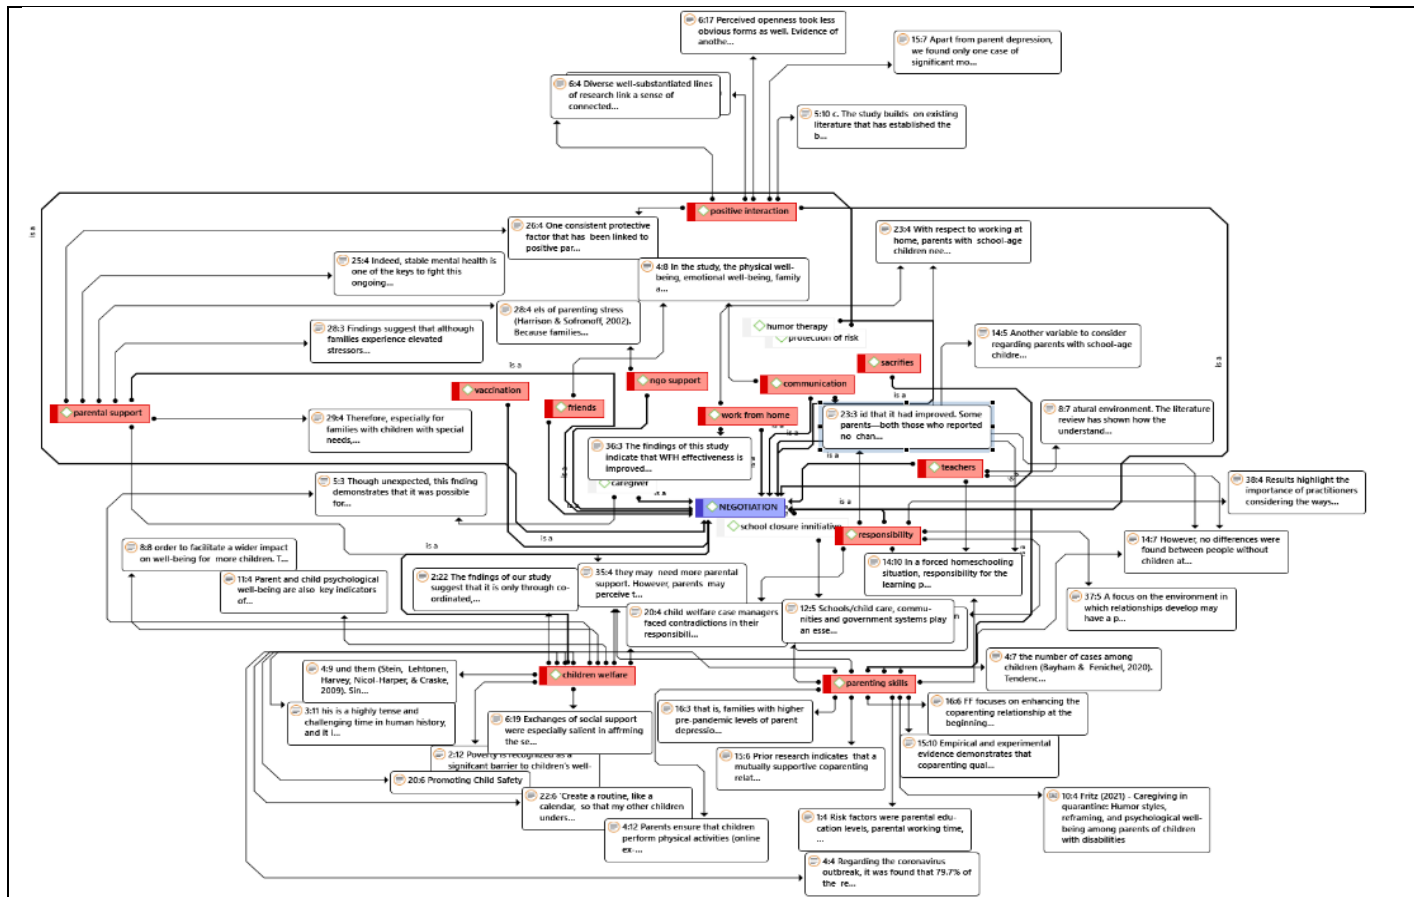 6:17 Perceived openness took less
obvious forms as well. Evidence of
anothe...
15:7 Apart from parent depression,
we found only one case of
significant mo...
6:4 Diverse well-substantiated lines
of research link a sense of
connected...
5:10 c. The study builds on existing
literature that has established the
b...
positive interaction
is a
26:4 One consistent protective
factor that has been linked to
positive par...
23:4 With respect to working at
home, parents with school-age
children nee...
25:4 Indeed, stable mental health is
one of the keys to fght this
ongoing...
4:8 In the study, the physical well-
being, emotional well-being, family
a...
28:4 els of parenting stress
(Harrison & Sofronoff, 2002).
Because families...
28:3 Findings suggest that although
families experience elevated
stressors...
humor therapy
protection of risk
14:5 Another variable to consider
regarding parents with school-age
childre...
is a
is a
sacrifies
ngo support
communication
vaccination
is a
friends
parental support
work from home
23:3 id that it had improved. Some
parents—both those who reported
no chan...
8:7 atural environment. The literature
review has shown how the
understand...
29:4 Therefore, especially for
families with children with special
needs,...
36:3 The findings of this study
indicate that WFH effectiveness is
improved...
is a
is a
is a
teachers
5:3 Though unexpected, this fnding
demonstrates that it was possible
for...
caregiver
is a
is a
38:4 Results highlight the
importance of practitioners
considering the ways...
NEGOTIATION
is a
school closure innitiative
responsibility
is a
is a
14:7 However, no differences were
found between people without
children at...
8:8 order to facilitate a wider impact
on well-being for more children. T...
14:10 In a forced homeschooling
situation, responsibility for the
learning p...
11:4 Parent and child psychological
well-being are also key indicators
of...
2:22 The fndings of our study
suggest that it is only through co-
ordinated,...
35:4 they may need more parental
support. However, parents may
perceive t...
37:5 A focus on the environment in
which relationships develop may
have a p...
20:4 child welfare case managers
faced contradictions in their
responsibili...
12:5 Schools/child care, commu-
nities and government systems play
an esse...
4:9 und them (Stein, Lehtonen,
Harvey, Nicol-Harper, & Craske,
2009). Sin...
children welfare
parenting skills
4:7 the number of cases among
children (Bayham & Fenichel, 2020).
Tendenc...
3:11 his is a highly tense and
challenging time in human history,
and it i...
6:19 Exchanges of social support
were especially salient in affrming
the se...
16:3 that is, families with higher
pre-pandemic levels of parent
depressio...
16:6 FF focuses on enhancing the
coparenting relationship at the
beginning...
2:12 Poverty is recognized as a
signifcant barrier to children's well-
15:6 Prior research indicates that a
mutually supportive coparenting
relat...
15:10 Empirical and experimental
evidence demonstrates that
coparenting qual...
20:6 Promoting Child Safety
22:6 'Create a routine, like a
calendar, so that my other children
unders...
10:4 Fritz (2021) - Caregiving in
quarantine: Humor styles,
reframing, and psychological well-
being among parents of children
with disabilities
4:12 Parents ensure that children
perform physical activities (online
ex-...
1:4 Risk factors were parental edu-
cation levels, parental working time,
...
4:4 Regarding the coronavirus
outbreak, it was found that 79.7% of
the re...